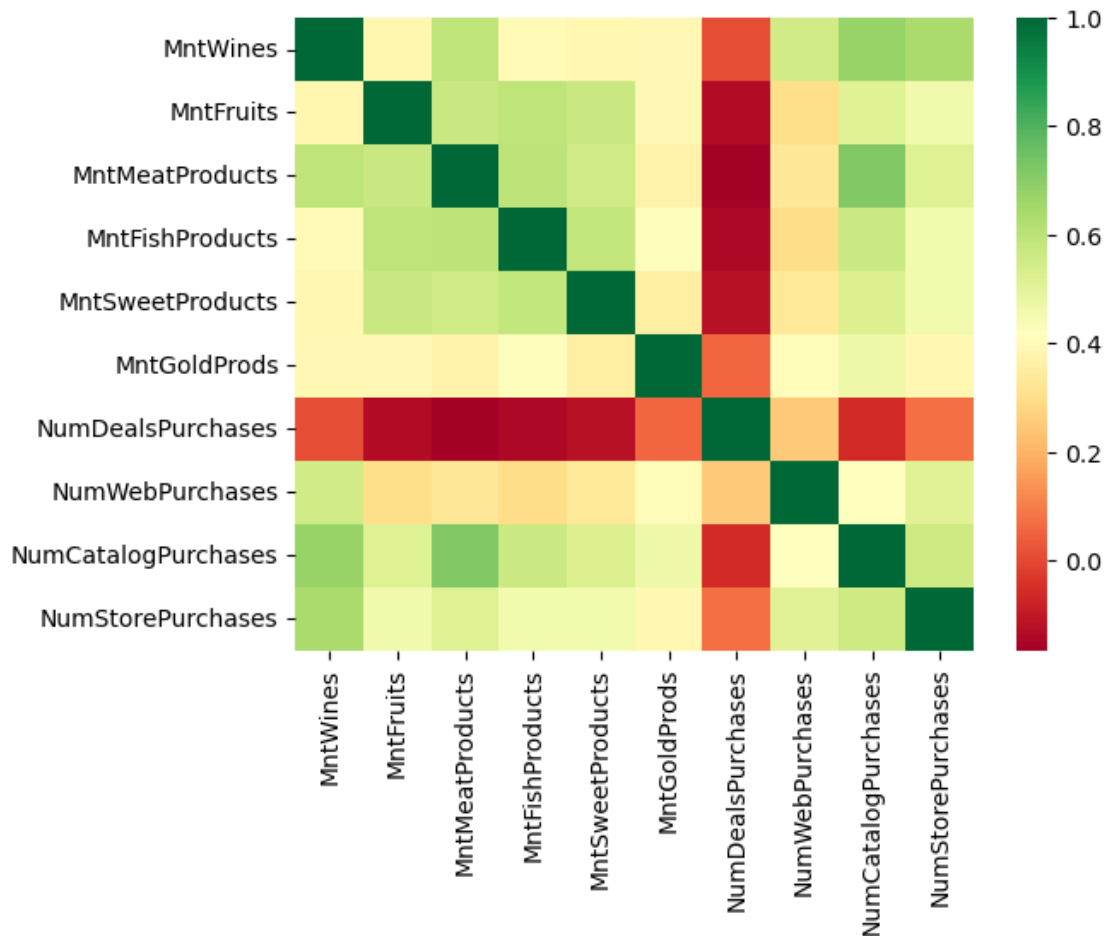 MntWines
MntFruits
MntMeatProducts
MntFishProducts
MntSweetProducts
MntGoldProds
NumDealsPurchases
NumWebPurchases
NumCatalogPurchases
NumStorePurchases
MntWines
MntFruits
MntMeatProducts
MntFishProducts
MntSweetProducts
MntGoldProds
NumDealsPurchases
NumWebPurchases
NumCatalogPurchases
NumStorePurchases
1.0
0.8
0.6
0.4
0.2
0.0